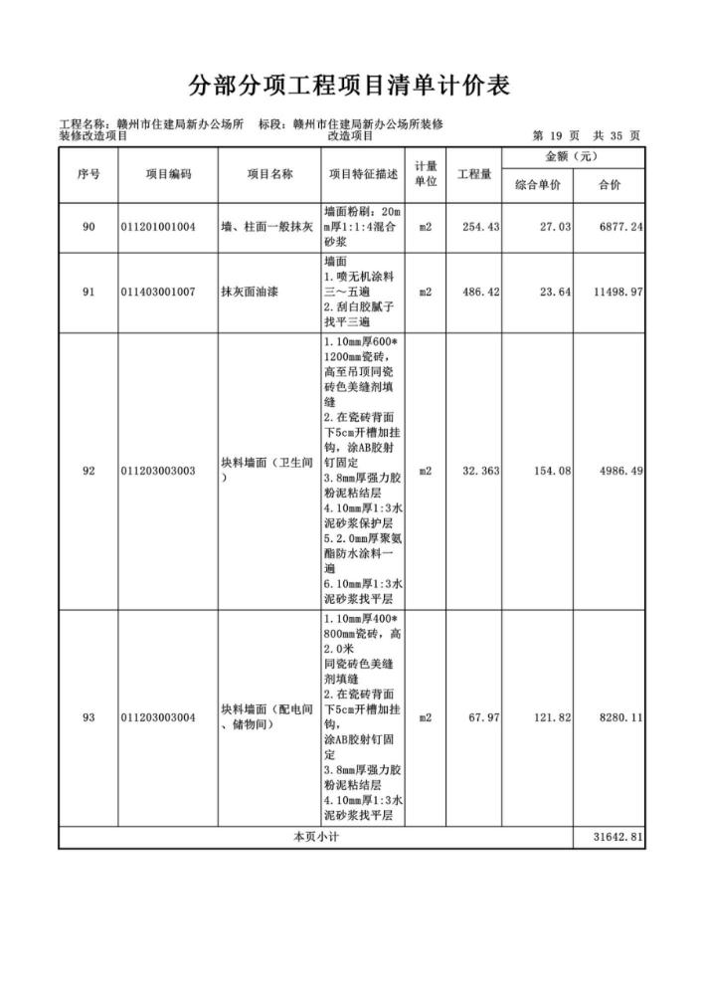 分部分项工程项目清单计价表
工程名称：赣州市住建局新办公场所
装修改造项目
标段：赣州市住建局新办公场所装修
改造项目
第 19 页 共 35 页
序号
项目编码
项目名称
项目特征描述
计量
单位
工程量
金额（元）
综合单价
合价
90
011201001004
墙、柱面一般抹灰
墙面粉刷：20m
m厚1:1:4混合
砂浆
m2
254.43
27.03
6877.24
91
011403001007
抹灰面油漆
墙面
1.喷无机涂料
三～五遍
2.刮白胶腻子
找平三遍
m2
486.42
23.64
11498.97
92
011203003003
块料墙面（卫生间
）
1.10mm厚600*
1200mm瓷砖，
高至吊顶同瓷
砖色美缝剂填
缝
2.在瓷砖背面
下5cm开槽加挂
钩，涂AB胶射
钉固定
3.8mm厚强力胶
粉泥粘结层
4.10mm厚1:3水
泥砂浆保护层
5.2.0mm厚聚氨
酯防水涂料一
遍
6.10mm厚1:3水
泥砂浆找平层
m2
32.363
154.08
4986.49
93
011203003004
块料墙面（配电间
、储物间）
1.10mm厚400*
800mm瓷砖，高
2.0米
同瓷砖色美缝
剂填缝
2.在瓷砖背面
下5cm开槽加挂
钩，
涂AB胶射钉固
定
3.8mm厚强力胶
粉泥粘结层
4.10mm厚1:3水
泥砂浆找平层
m2
67.97
121.82
8280.11
本页小计
31642.81